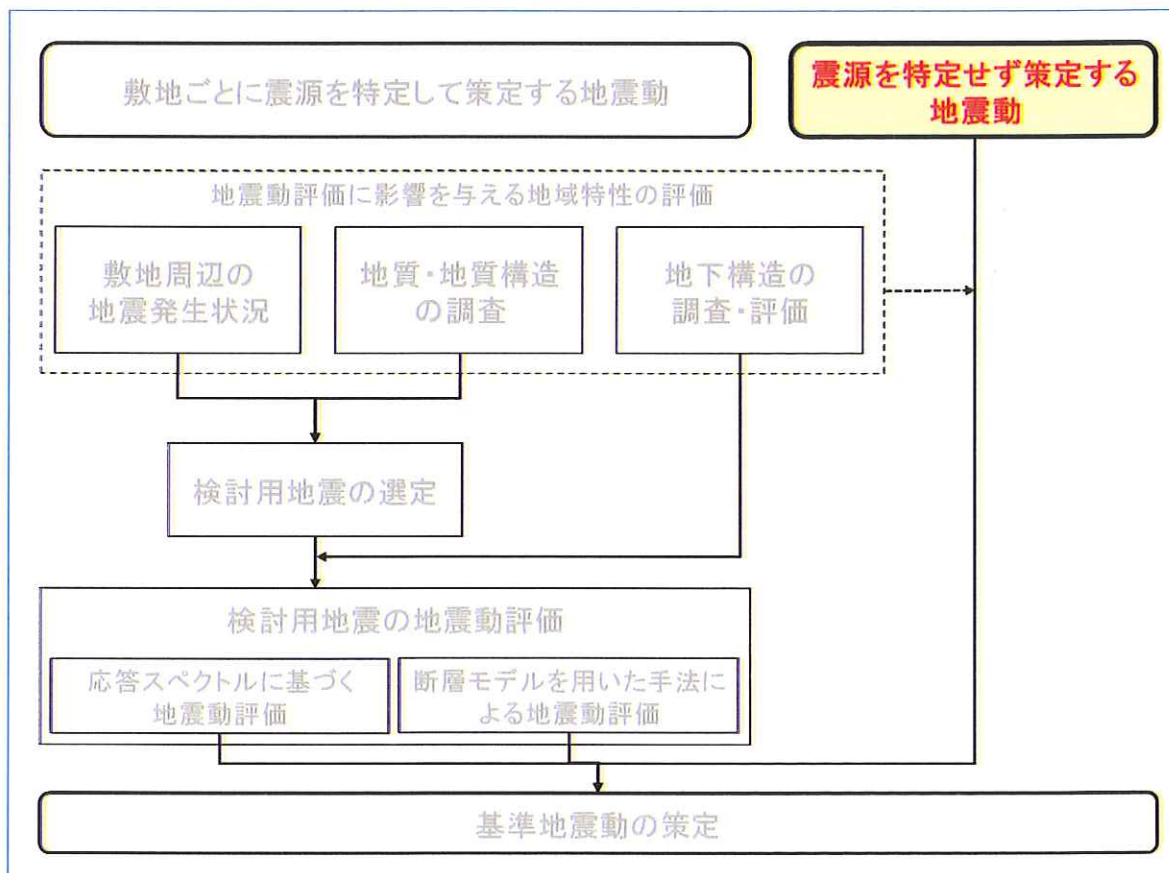 敷地ごとに震源を特定して策定する地震動
震源を特定せず策定する
地震動
地震動評価に影響を与える地域特性の評価
敷地周辺の
地震発生状況
地質・地質構造
の調査
地下構造の
調査・評価
検討用地震の選定
検討用地震の地震動評価
応答スペクトルに基づく
地震動評価
断層モデルを用いた手法に
よる地震動評価
基準地震動の策定